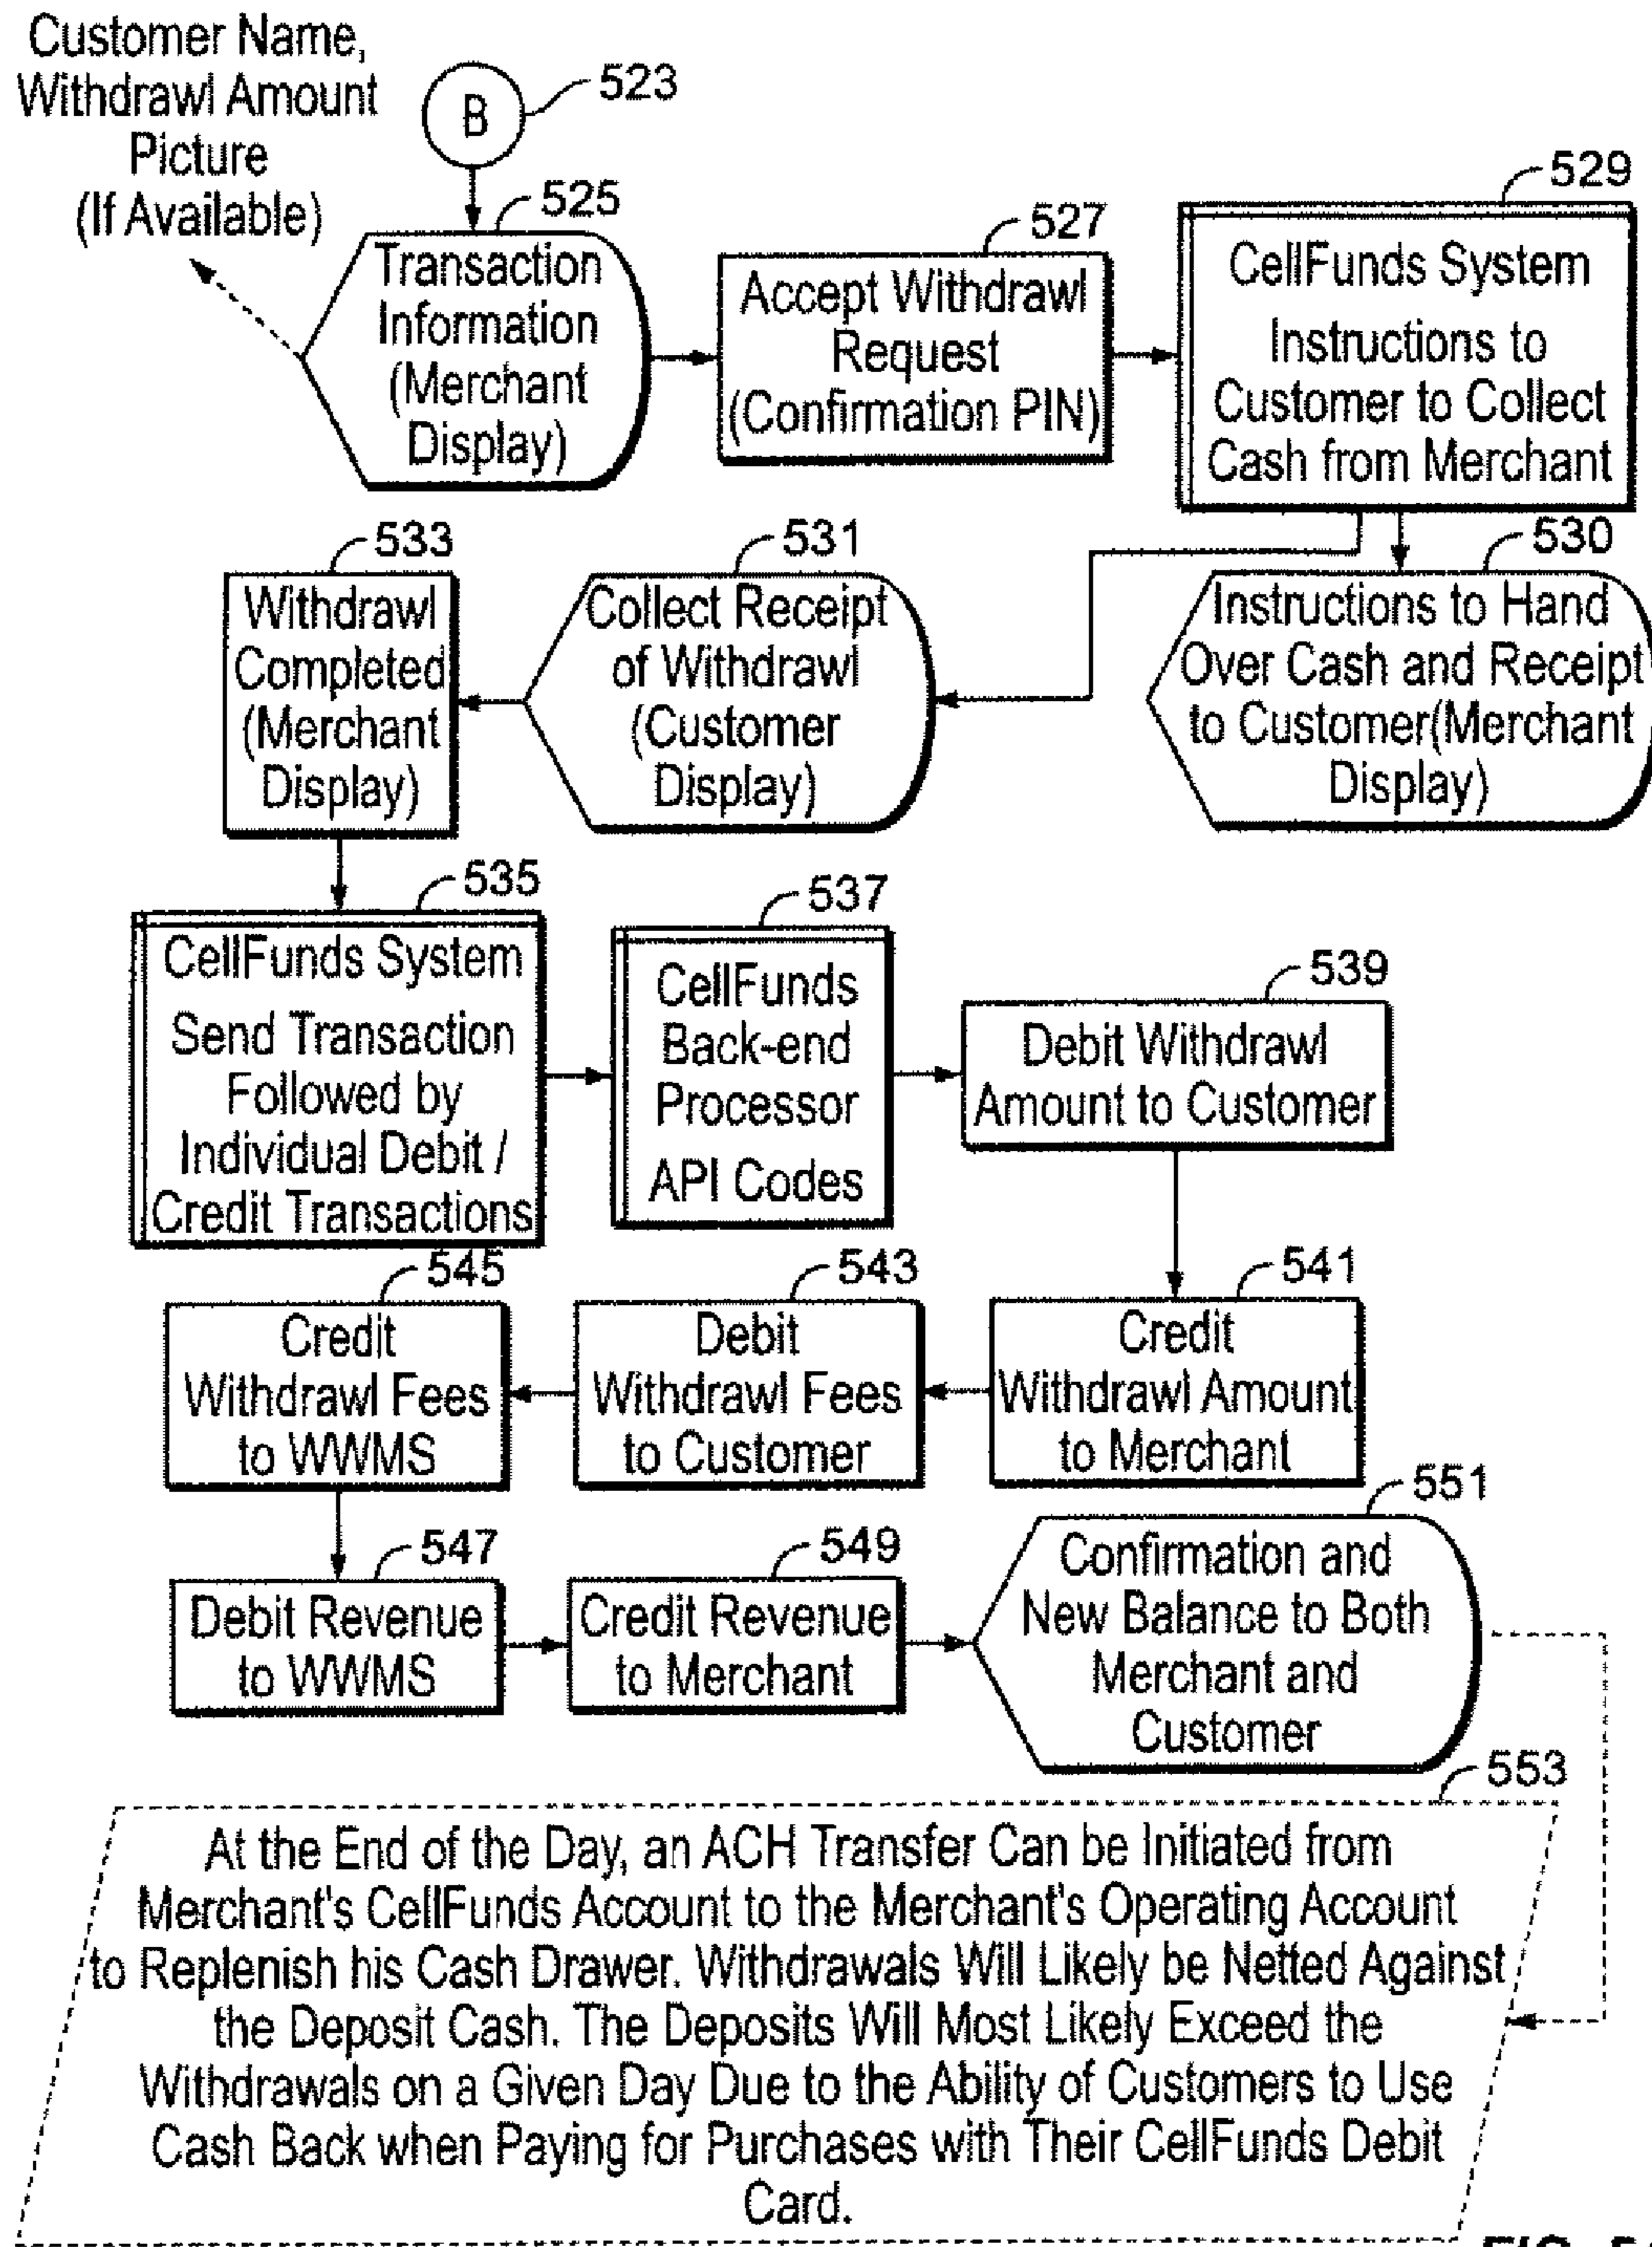 Customer Name,
Withdrawl Amount
Picture
(If Available)
B
523
525
Transaction
Information
(Merchant
Display)
527
Accept Withdrawl
Request
(Confirmation PIN)
529
CellFunds System
Instructions to
Customer to Collect
Cash from Merchant
533
Withdrawl
Completed
(Merchant
Display)
531
Collect Receipt
of Withdrawl
(Customer
Display)
530
Instructions to Hand
Over Cash and Receipt
to Customer(Merchant
Display)
535
CellFunds System
Send Transaction
Followed by
Individual Debit /
Credit Transactions
537
CellFunds
Back-end
Processor
API Codes
539
Debit Withdrawl
Amount to Customer
545
Credit
Withdrawl Fees
to WWMS
543
Debit
Withdrawl Fees
to Customer
541
Credit
Withdrawl Amount
to Merchant
547
Debit Revenue
to WWMS
549
Credit Revenue
to Merchant
551
Confirmation and
New Balance to Both
Merchant and
Customer
553
At the End of the Day, an ACH Transfer Can be Initiated from
Merchant's CellFunds Account to the Merchant's Operating Account
to Replenish his Cash Drawer. Withdrawals Will Likely be Netted Against
the Deposit Cash. The Deposits Will Most Likely Exceed the
Withdrawals on a Given Day Due to the Ability of Customers to Use
Cash Back when Paying for Purchases with Their CellFunds Debit
Card.